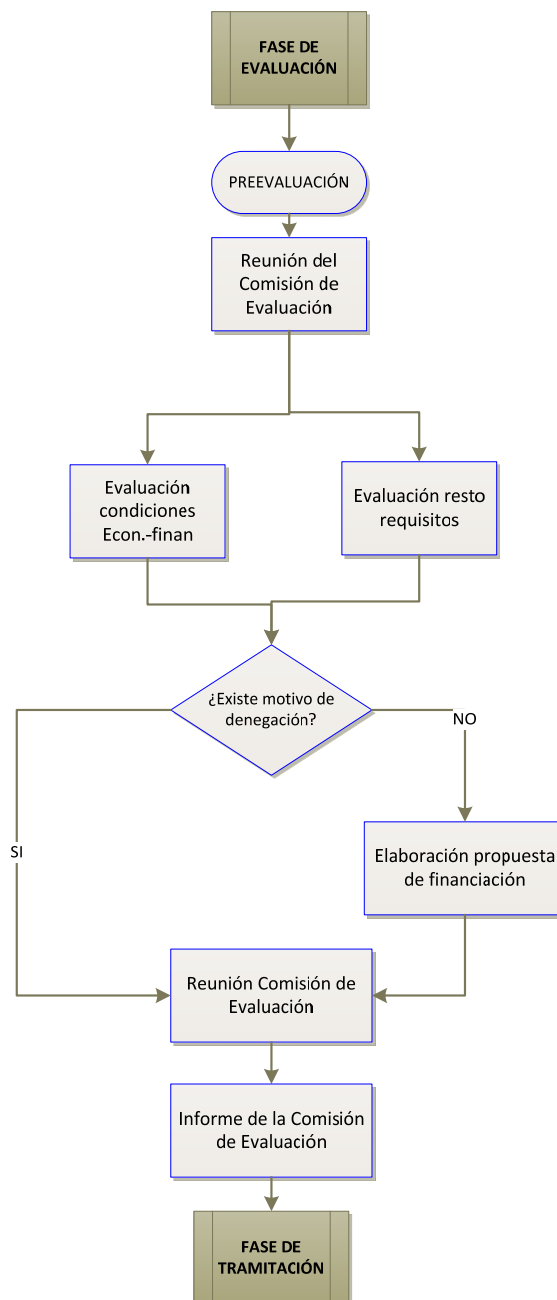 FASE DE
EVALUACIÓN
PREEVALUACIÓN
Reunión del
Comisión de
Evaluación
Evaluación
condiciones
Econ.-finan
Evaluación resto
requisitos
¿Existe motivo de
denegación?
NO
SI
Elaboración propuesta
de financiación
Reunión Comisión de
Evaluación
Informe de la Comisión
de Evaluación
FASE DE
TRAMITACIÓN